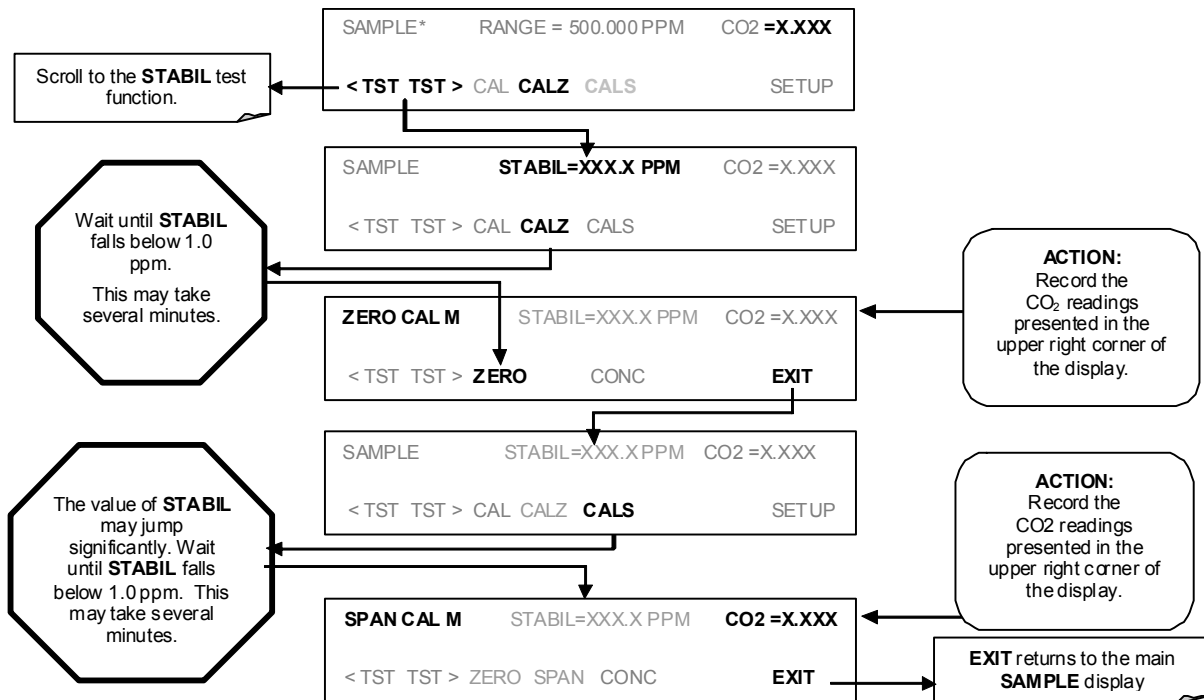 SAMPLE* RANGE = 500.000 PPM CO2 =X.XXX
< TST TST > CAL CALZ CALS SETUP
Scroll to the STABIL test
function.
SAMPLE STABIL=XXX.X PPM CO2 =X.XXX
< TST TST > CAL CALZ CALS SETUP
Wait until STABIL
falls below 1.0
ppm.
This may take
several minutes.
ZERO CAL M STABIL=XXX.X PPM CO2 =X.XXX
< TST TST > ZERO CONC EXIT
ACTION:
Record the
CO₂ readings
presented in the
upper right corner of
the display.
SAMPLE STABIL=XXX.X PPM CO2 =X.XXX
< TST TST > CAL CALZ CALS SETUP
The value of STABIL
may jump
significantly. Wait
until STABIL falls
below 1.0 ppm. This
may take several
minutes.
SPAN CAL M STABIL=XXX.X PPM CO2 =X.XXX
< TST TST > ZERO SPAN CONC EXIT
ACTION:
Record the
CO2 readings
presented in the
upper right corner of
the display.
EXIT returns to the main
SAMPLE display